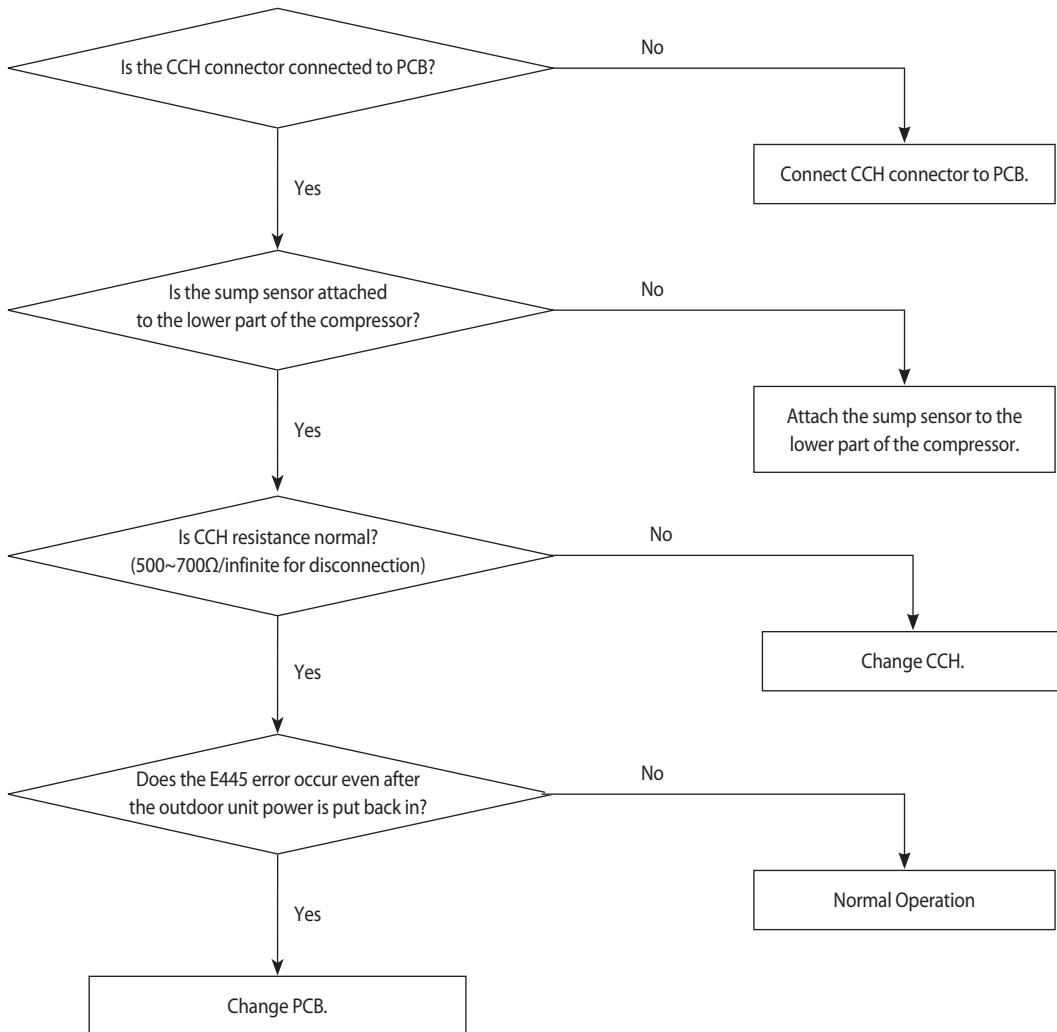 Is the CCH connector connected to PCB?
No
Connect CCH connector to PCB.
Yes
Is the sump sensor attached
to the lower part of the compressor?
No
Attach the sump sensor to the
lower part of the compressor.
Yes
Is CCH resistance normal?
(500~700Ω/infinite for disconnection)
No
Change CCH.
Yes
Does the E445 error occur even after
the outdoor unit power is put back in?
No
Normal Operation
Yes
Change PCB.